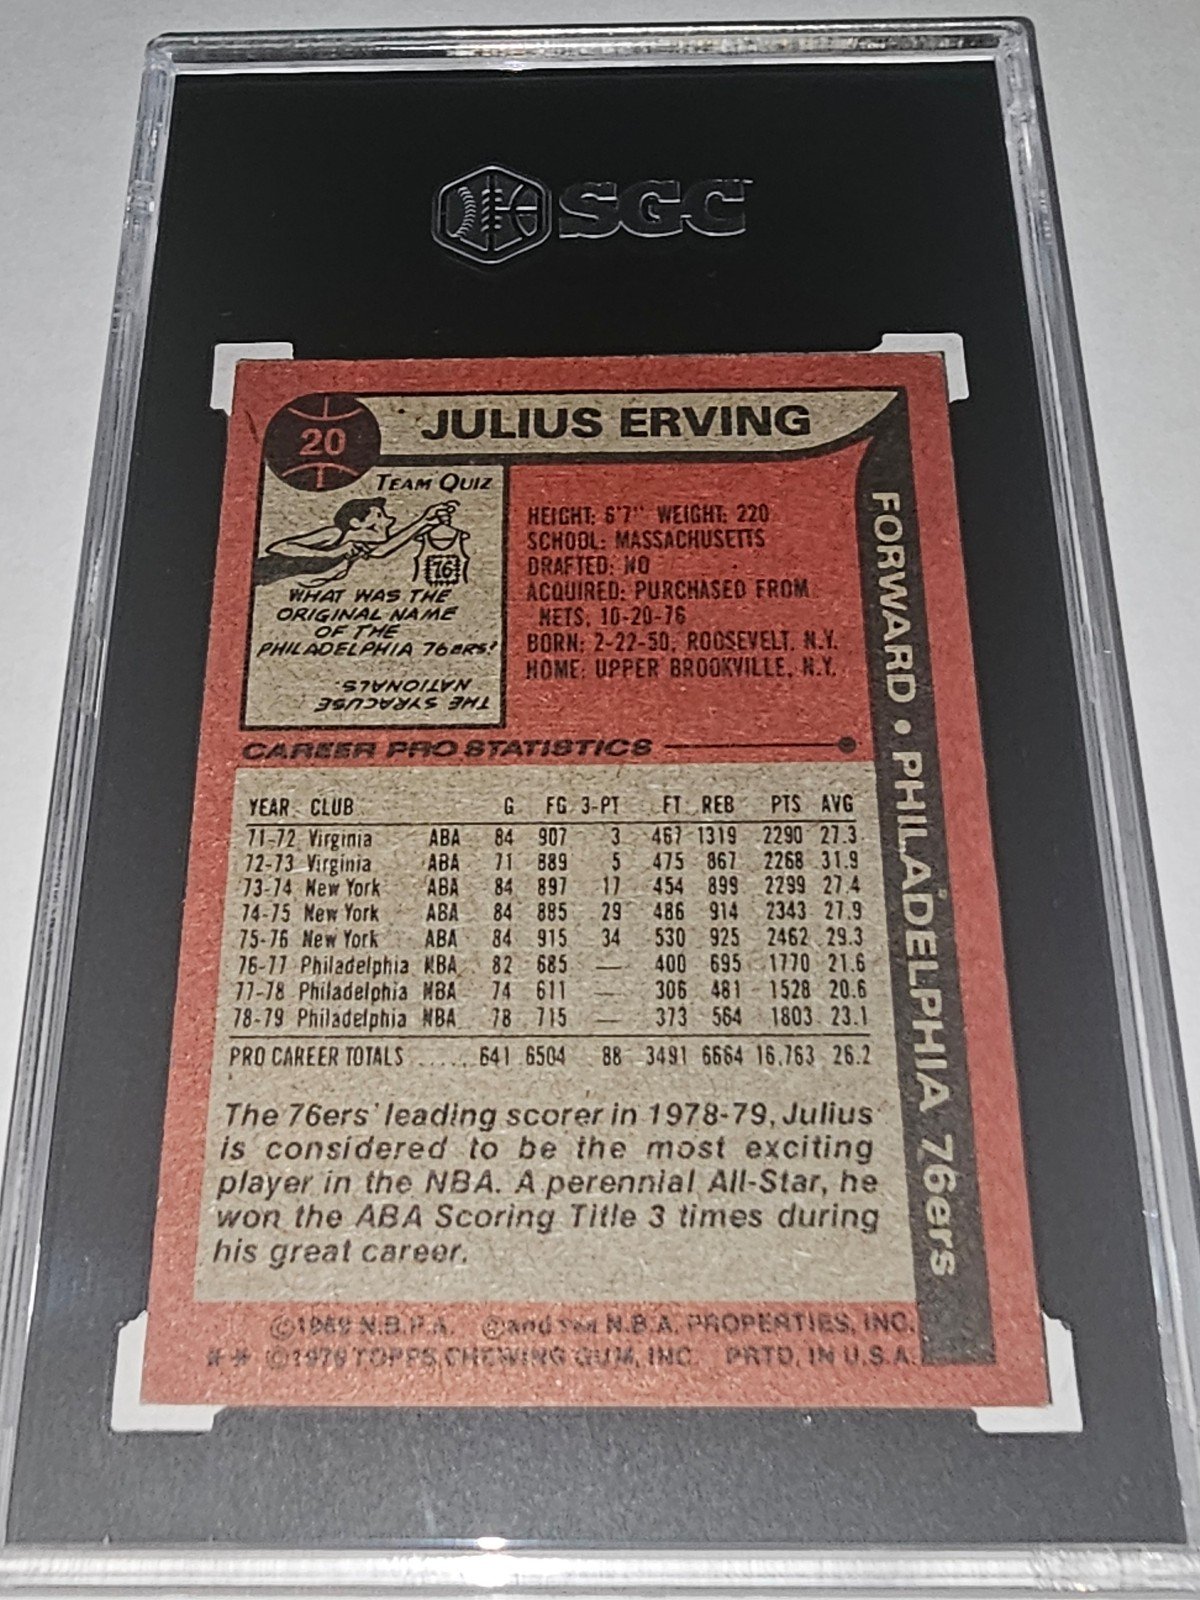 SGC
20
JULIUS ERVING
TEAM QUIZ
76
WHAT WAS THE
ORIGINAL NAME
OF THE
PHILADELPHIA 76ERS?
THE SYRACUSE
NATIONALS.
HEIGHT: 6'7" WEIGHT: 220
SCHOOL: MASSACHUSETTS
DRAFTED: NO
ACQUIRED: PURCHASED FROM
NETS, 10-20-76
BORN: 2-22-50, ROOSEVELT, N.Y.
HOME: UPPER BROOKVILLE, N.Y.
FORWARD • PHILADELPHIA 76ers
CAREER PRO STATISTICS
YEAR CLUB G FG 3-PT FT REB PTS AVG
71-72 Virginia ABA 84 907 3 467 1319 2290 27.3
72-73 Virginia ABA 71 889 5 475 867 2268 31.9
73-74 New York ABA 84 897 17 454 899 2299 27.4
74-75 New York ABA 84 885 29 486 914 2343 27.9
75-76 New York ABA 84 915 34 530 925 2462 29.3
76-77 Philadelphia NBA 82 685 — 400 695 1770 21.6
77-78 Philadelphia NBA 74 611 — 306 481 1528 20.6
78-79 Philadelphia NBA 78 715 — 373 564 1803 23.1
PRO CAREER TOTALS ..... 641 6504 88 3491 6664 16,763 26.2
The 76ers' leading scorer in 1978-79, Julius
is considered to be the most exciting
player in the NBA. A perennial All-Star, he
won the ABA Scoring Title 3 times during
his great career.
© N.B.P.A. © and N.B.A. PROPERTIES, INC.
** © 1979 TOPPS CHEWING GUM, INC. PRTD. IN U.S.A.